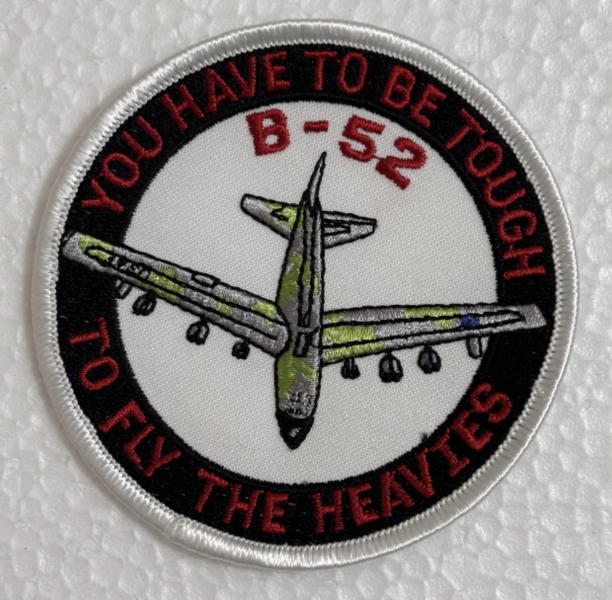 YOU HAVE TO BE TOUGH
B-52
TO FLY THE HEAVIES